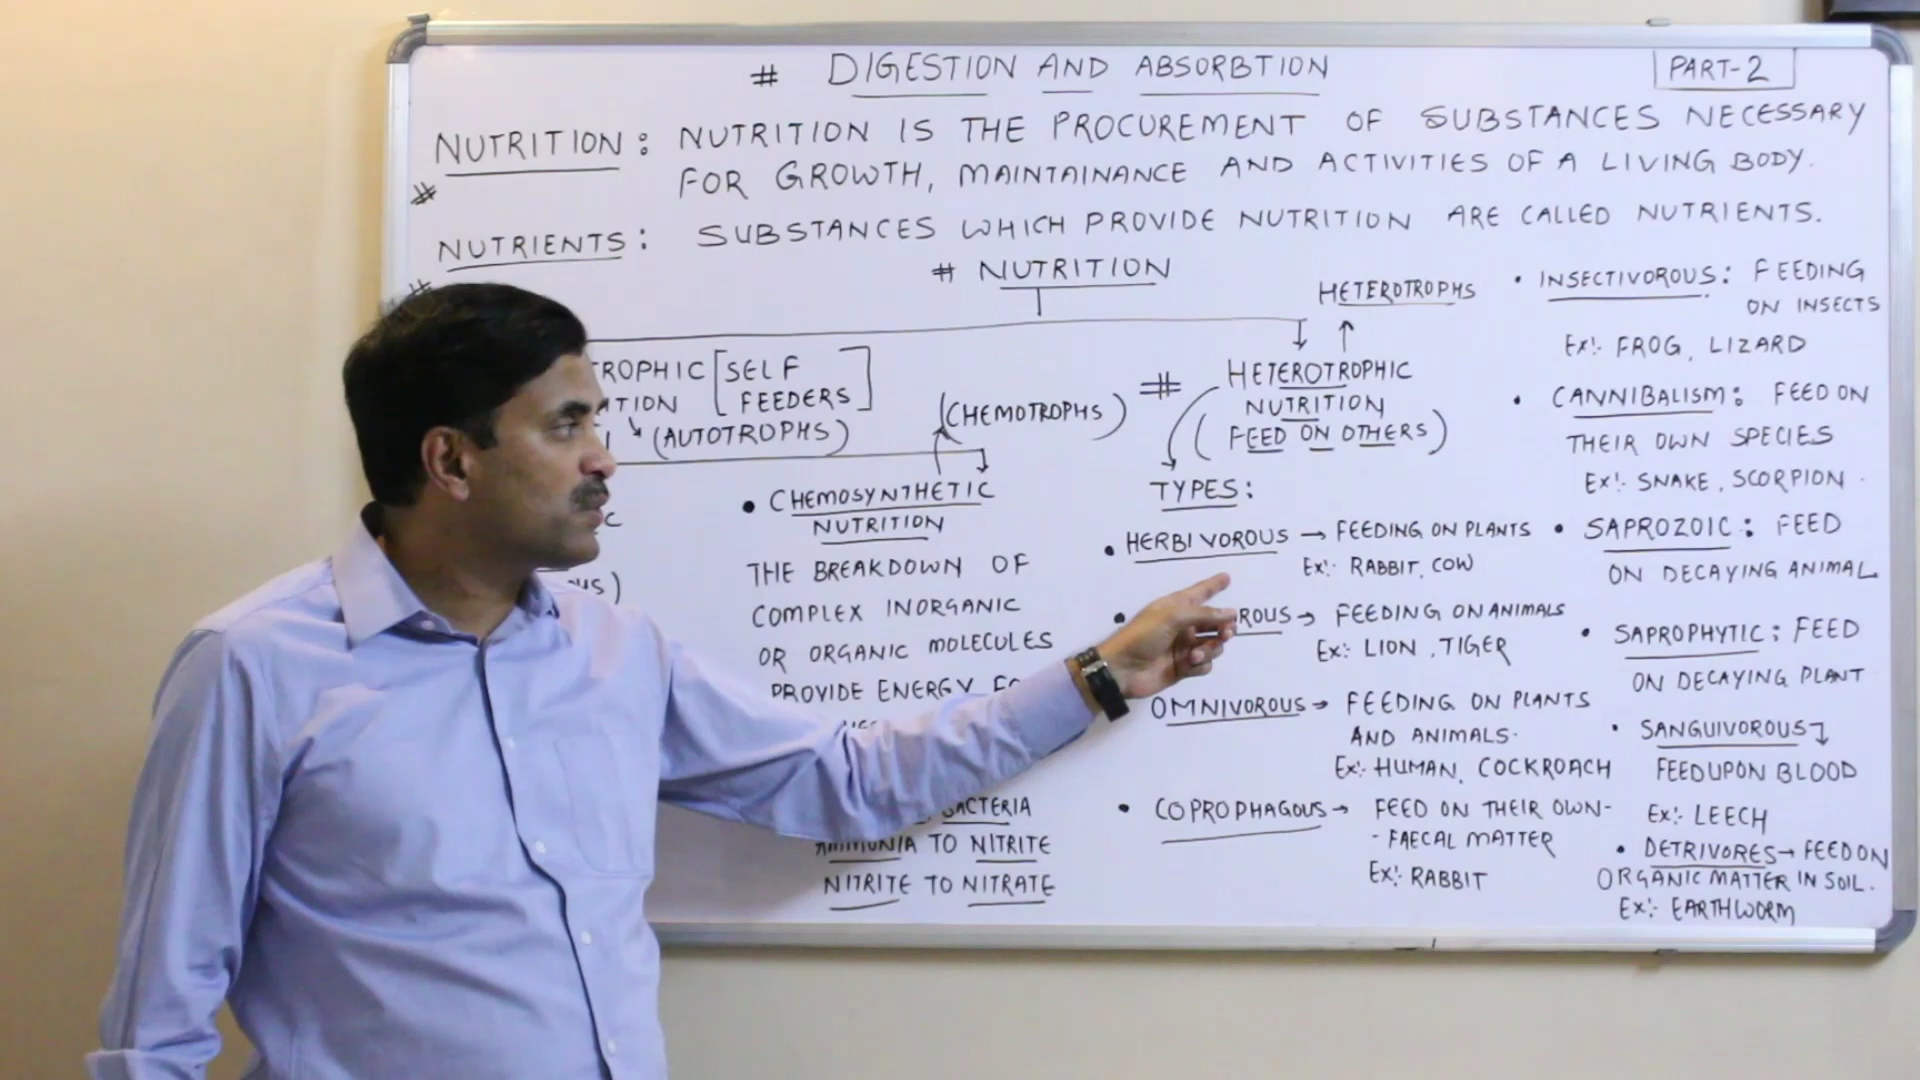 # DIGESTION AND ABSORBTION
PART-2
NUTRITION : NUTRITION IS THE PROCUREMENT OF SUBSTANCES NECESSARY
FOR GROWTH, MAINTAINANCE AND ACTIVITIES OF A LIVING BODY.
#
NUTRIENTS : SUBSTANCES WHICH PROVIDE NUTRITION ARE CALLED NUTRIENTS.
#
# NUTRITION
TROPHIC [SELF
FEEDERS]
ATION
(AUTOTROPHS)
(CHEMOTROPHS)
• CHEMOSYNTHETIC
NUTRITION
THE BREAKDOWN OF
COMPLEX INORGANIC
OR ORGANIC MOLECULES
PROVIDE ENERGY
BACTERIA
AMMONIA TO NITRITE
NITRITE TO NITRATE
HETEROTROPHS
# HETEROTROPHIC
NUTRITION
(FEED ON OTHERS)
TYPES:
• HERBIVOROUS → FEEDING ON PLANTS
Ex:- RABBIT, COW
• ROUS → FEEDING ON ANIMALS
Ex:- LION, TIGER
OMNIVOROUS → FEEDING ON PLANTS
AND ANIMALS.
Ex:- HUMAN, COCKROACH
• COPROPHAGOUS → FEED ON THEIR OWN-
- FAECAL MATTER
Ex:- RABBIT
• INSECTIVOROUS: FEEDING
ON INSECTS
Ex:- FROG, LIZARD
• CANNIBALISM: FEED ON
THEIR OWN SPECIES
Ex:- SNAKE, SCORPION.
• SAPROZOIC: FEED
ON DECAYING ANIMAL
• SAPROPHYTIC: FEED
ON DECAYING PLANT
• SANGUIVOROUS
FEED UPON BLOOD
Ex:- LEECH
• DETRIVORES → FEED ON
ORGANIC MATTER IN SOIL.
Ex:- EARTHWORM